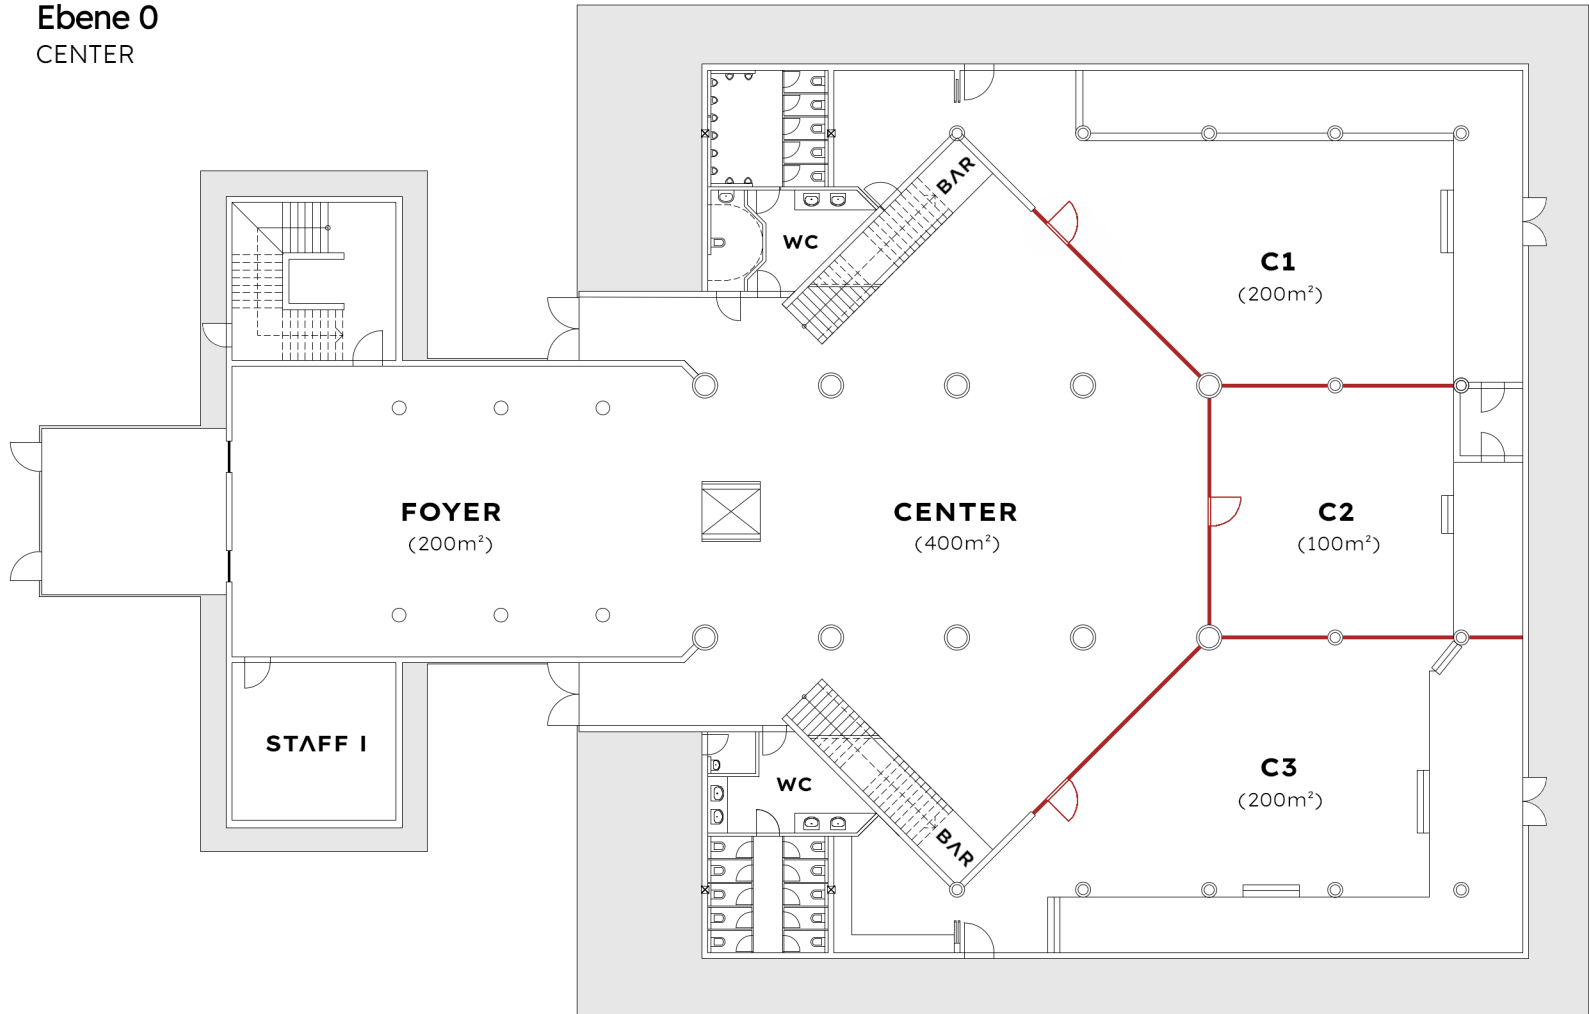 Ebene 0
CENTER
BAR
WC
C1
(200m²)
FOYER
(200m²)
CENTER
(400m²)
C2
(100m²)
STAFF I
WC
C3
(200m²)
BAR